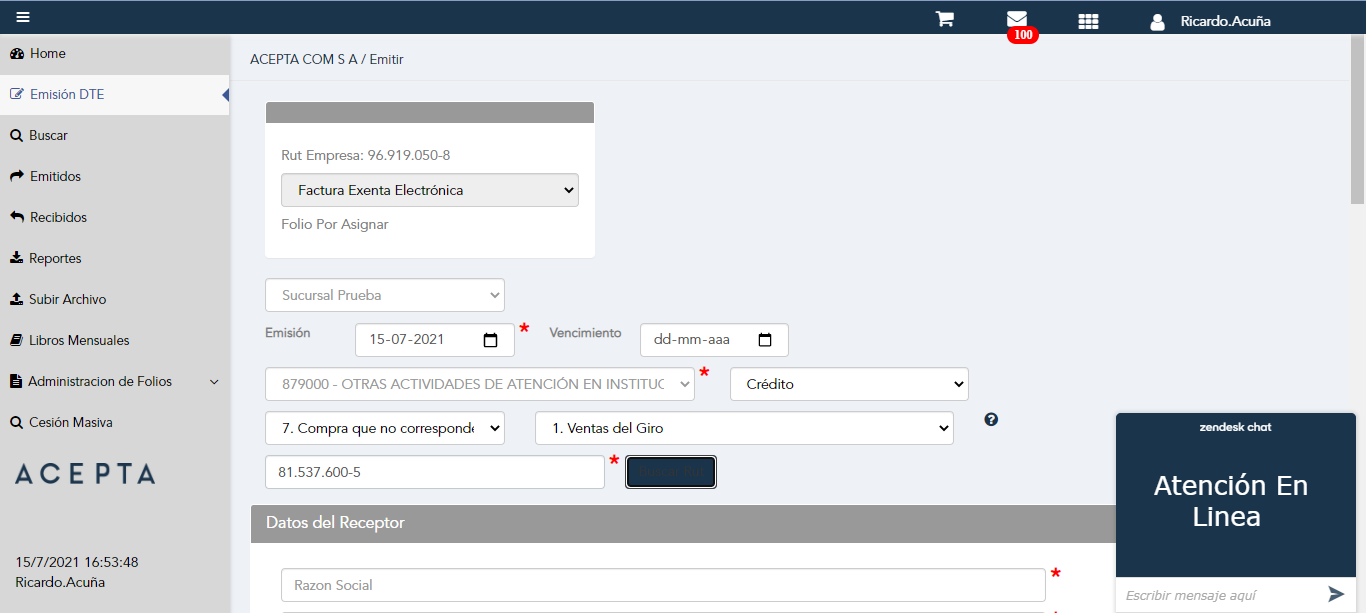 100
Ricardo.Acuña
Home
Emisión DTE
Buscar
Emitidos
Recibidos
Reportes
Subir Archivo
Libros Mensuales
Administracion de Folios
Cesión Masiva
ACEPTA
15/7/2021 16:53:48
Ricardo.Acuña
ACEPTA COM S A / Emitir
Rut Empresa: 96.919.050-8
Factura Exenta Electrónica
Folio Por Asignar
Sucursal Prueba
Emisión 15-07-2021 * Vencimiento dd-mm-aaa
879000 - OTRAS ACTIVIDADES DE ATENCIÓN EN INSTITUC * Crédito
7. Compra que no corresponde 1. Ventas del Giro
81.537.600-5 *
Datos del Receptor
Razon Social *
zendesk chat
Atención En
Linea
Escribir mensaje aquí